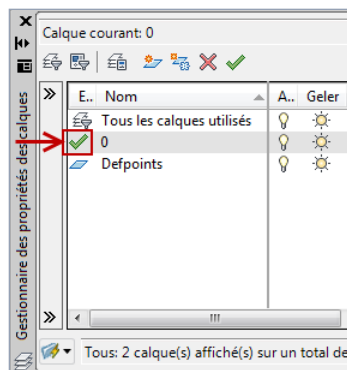 Calque courant: 0
E.. Nom A.. Geler
Tous les calques utilisés
0
Defpoints
Gestionnaire des propriétés des calques
Tous: 2 calque(s) affiché(s) sur un total de